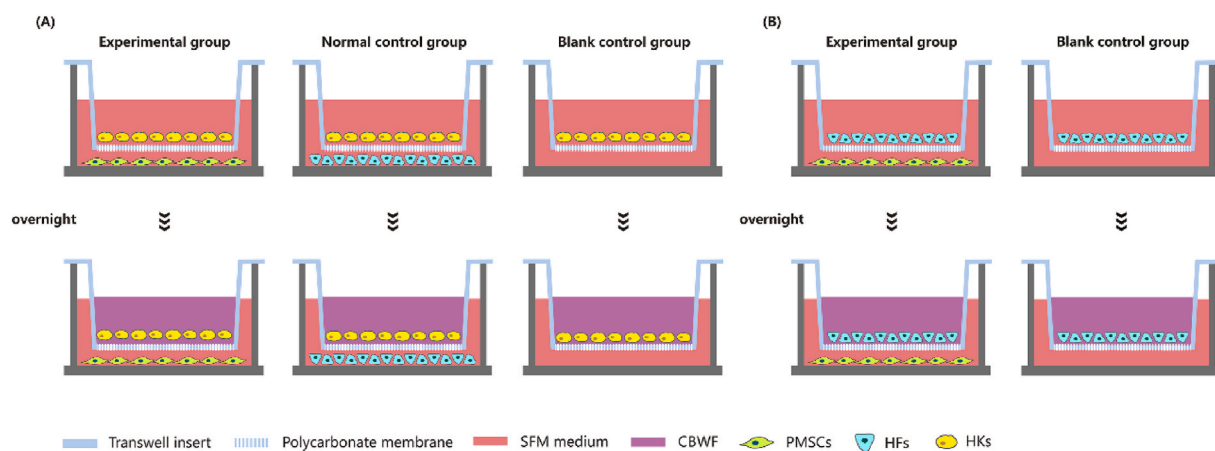 (A)
Experimental group Normal control group Blank control group
overnight
(B)
Experimental group Blank control group
overnight
Transwell insert Polycarbonate membrane SFM medium CBWF PMSCs HFs HKs